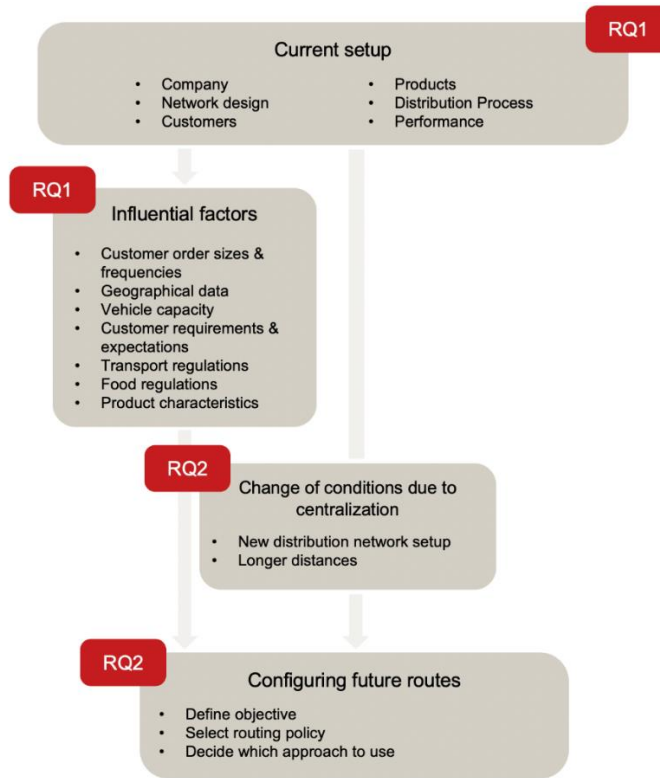 RQ1
Current setup
• Company
• Network design
• Customers
• Products
• Distribution Process
• Performance
RQ1
Influential factors
• Customer order sizes &
frequencies
• Geographical data
• Vehicle capacity
• Customer requirements &
expectations
• Transport regulations
• Food regulations
• Product characteristics
RQ2
Change of conditions due to
centralization
• New distribution network setup
• Longer distances
RQ2
Configuring future routes
• Define objective
• Select routing policy
• Decide which approach to use